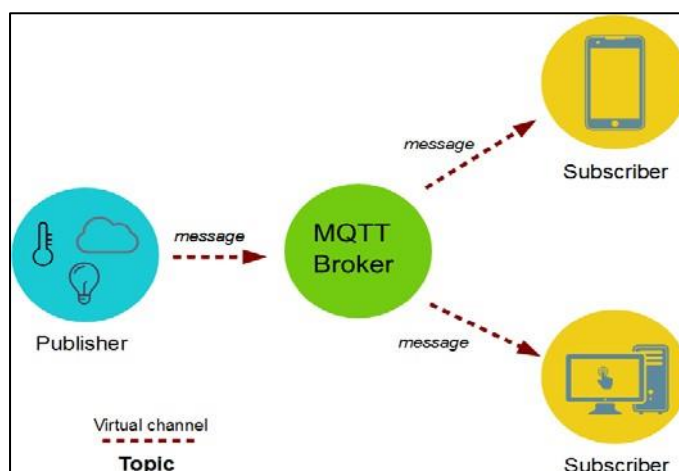 message
Subscriber
message
MQTT
Broker
Publisher
message
Virtual channel
Topic
Subscriber